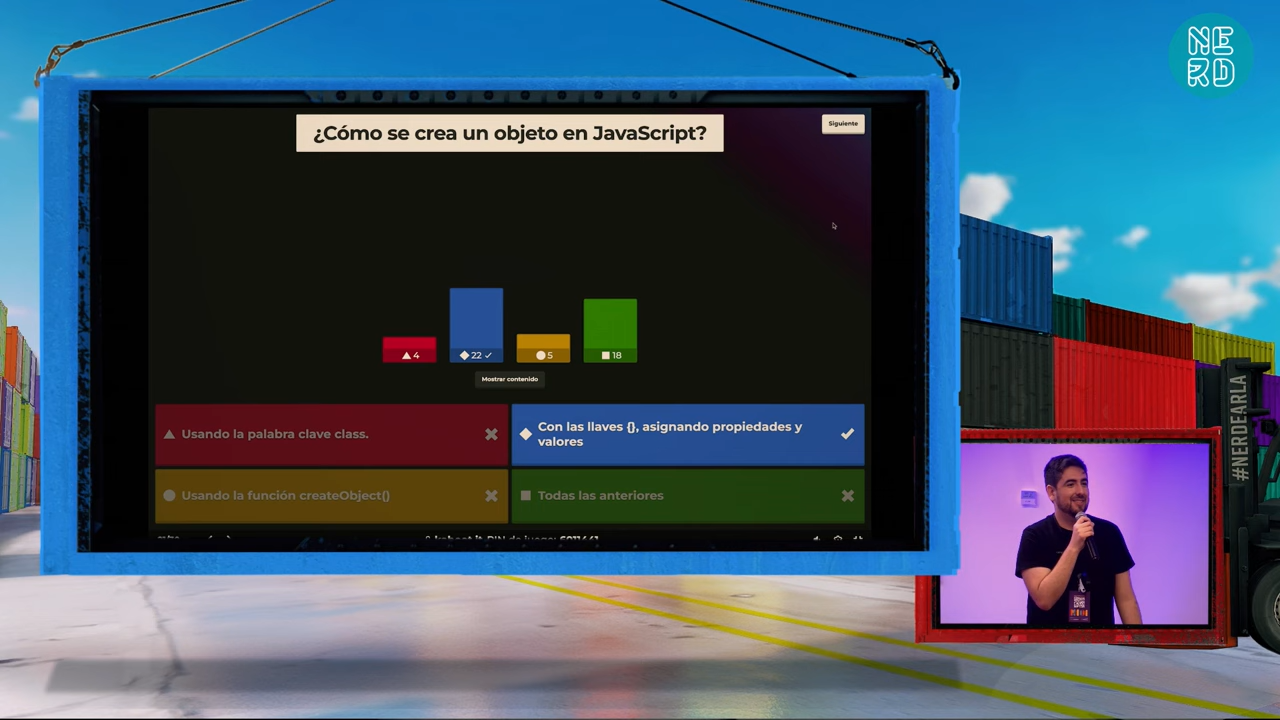 NE
RD
¿Cómo se crea un objeto en JavaScript?
Siguiente
4
22
5
18
Mostrar contenido
Usando la palabra clave class.
Con las llaves {}, asignando propiedades y
valores
Usando la función createObject()
Todas las anteriores
#NERDEARLA